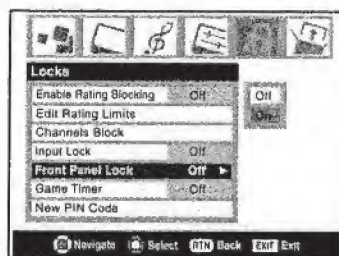 Locks
Enable Rating Blocking Off Off
On
Edit Rating Limits
Channels Block
Input Lock Off
Front Panel Lock Off
Game Timer Off
New PIN Code
Navigate Select RTN Back EXIT Exit